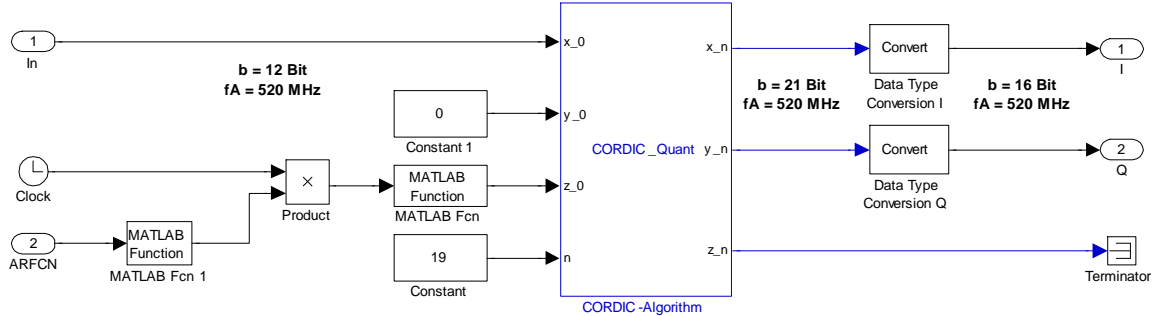 1
In
b = 12 Bit
fA = 520 MHz
Clock
2
ARFCN
MATLAB
Function
MATLAB Fcn 1
×
Product
0
Constant 1
MATLAB
Function
MATLAB Fcn
19
Constant
x_0
y_0
z_0
n
CORDIC _Quant
x_n
y_n
z_n
CORDIC -Algorithm
b = 21 Bit
fA = 520 MHz
Convert
Data Type
Conversion I
Convert
Data Type
Conversion Q
b = 16 Bit
fA = 520 MHz
1
I
2
Q
Terminator